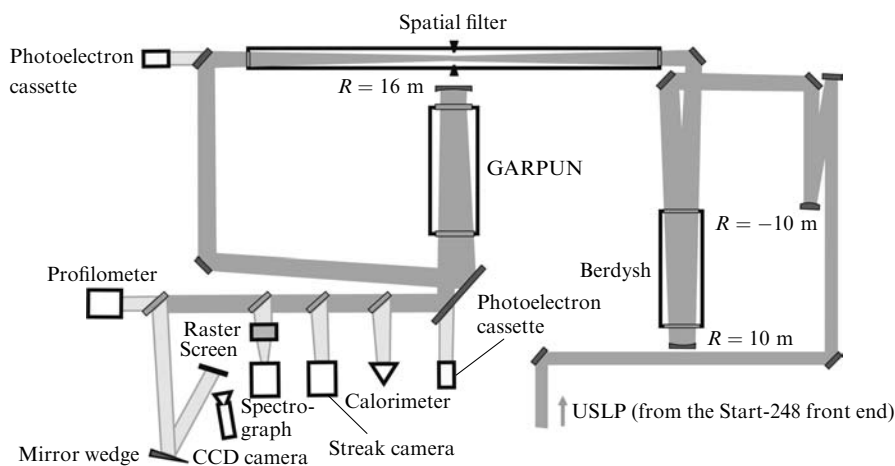 Spatial filter
Photoelectron
cassette
R = 16 m
GARPUN
R = −10 m
Berdysh
Profilometer
Photoelectron
cassette
Raster
Screen
R = 10 m
Spectro-
graph
Calorimeter
Streak camera
USLP (from the Start-248 front end)
Mirror wedge
CCD camera